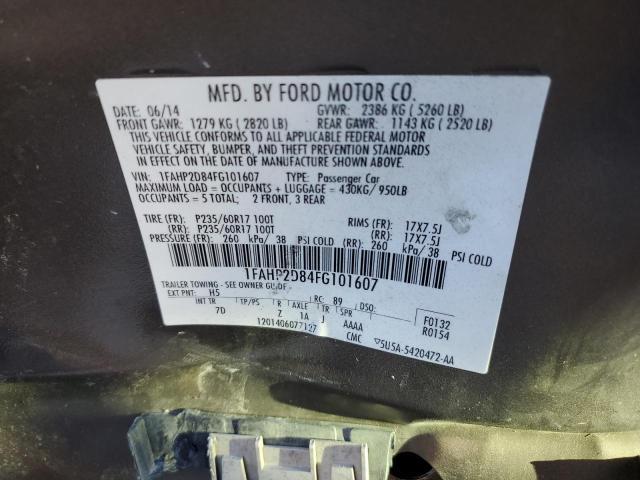 MFD. BY FORD MOTOR CO.
DATE: 06/14 GVWR: 2386 KG ( 5260 LB)
FRONT GAWR: 1279 KG ( 2820 LB) REAR GAWR: 1143 KG ( 2520 LB)
THIS VEHICLE CONFORMS TO ALL APPLICABLE FEDERAL MOTOR
VEHICLE SAFETY, BUMPER, AND THEFT PREVENTION STANDARDS IN
EFFECT ON THE DATE OF MANUFACTURE SHOWN ABOVE.
VIN: 1FAHP2D84FG101607 TYPE: Passenger Car
MAXIMUM LOAD = OCCUPANTS + LUGGAGE = 430KG/950LB
OCCUPANTS = 5 TOTAL; 2 FRONT, 3 REAR
TIRE (FR): P235/60R17 100T RIMS (FR): 17X7.5J
(RR): P235/60R17 100T (RR): 17X7.5J
PRESSURE (FR): 260 kPa/ 38 PSI COLD (RR): 260 kPa/ 38 PSI COLD
1FAHP2D84FG101607
TRAILER TOWING - SEE OWNER GUIDE
EXT PNT: H5 RC: 89 DSO:
INT TR TP/PS R AXLE TR SPR
7D Z 1A J AAAA
120140607712T CMC
F0132
R0154
▽5U5A-5420472-AA